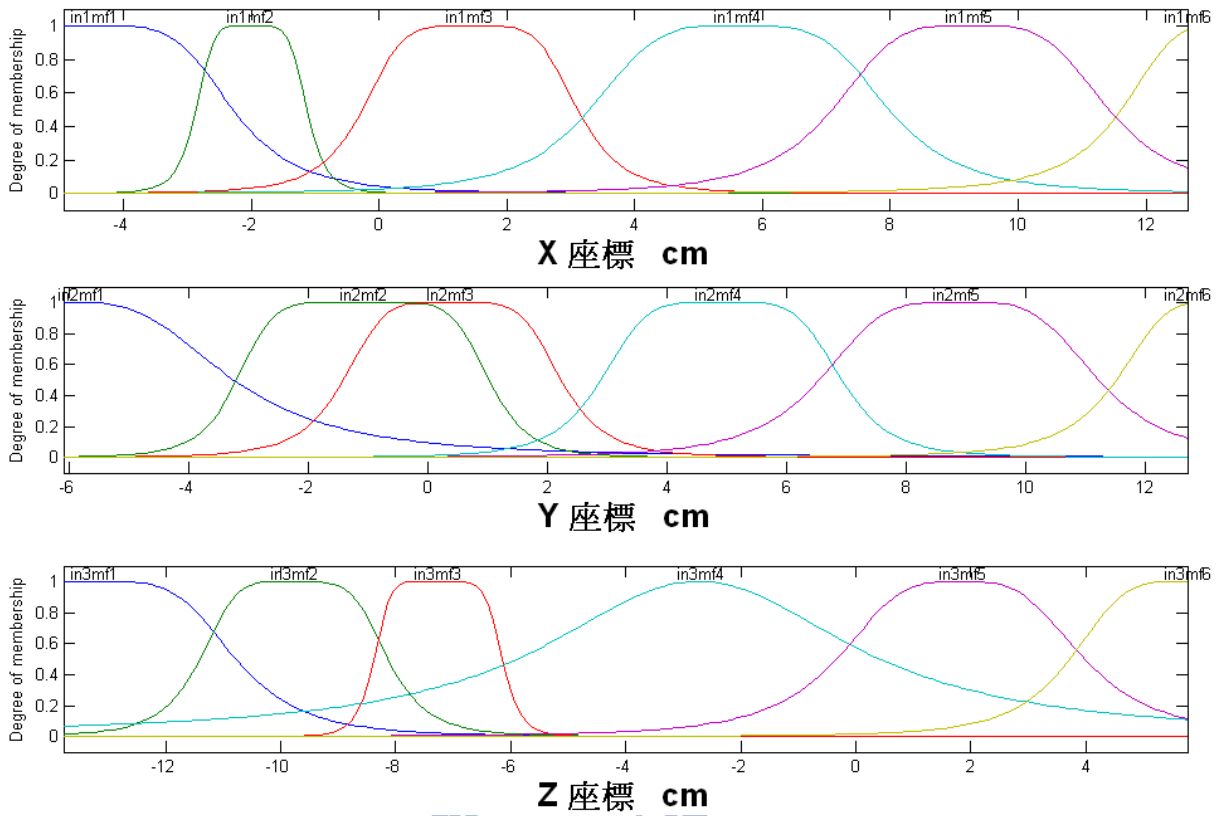 in1mf1 in1mf2 in1mf3 in1mf4 in1mf5 in1mf6
Degree of membership
1
0.8
0.6
0.4
0.2
0
-4 -2 0 2 4 6 8 10 12
X 座標 cm
in2mf1 in2mf2 in2mf3 in2mf4 in2mf5 in2mf6
Degree of membership
1
0.8
0.6
0.4
0.2
0
-6 -4 -2 0 2 4 6 8 10 12
Y 座標 cm
in3mf1 in3mf2 in3mf3 in3mf4 in3mf5 in3mf6
Degree of membership
1
0.8
0.6
0.4
0.2
0
-12 -10 -8 -6 -4 -2 0 2 4
Z 座標 cm